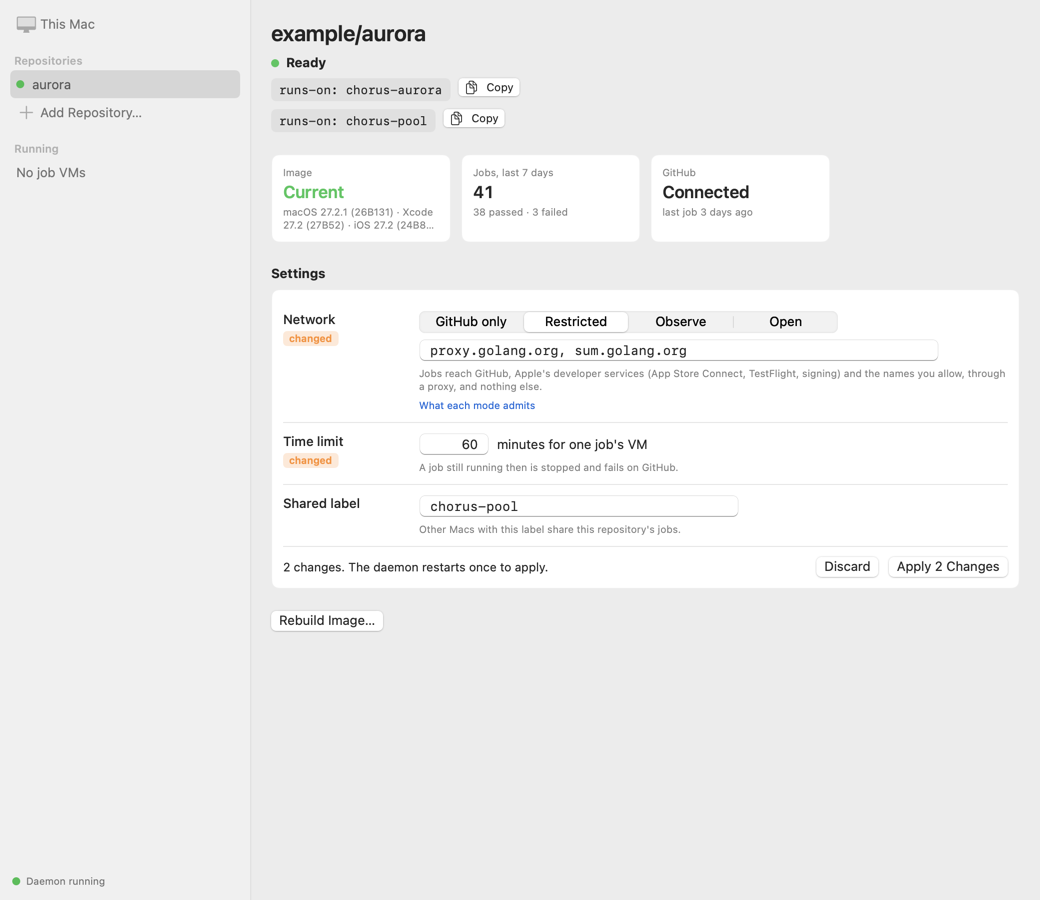 This Mac
Repositories
aurora
Add Repository...
Running
No job VMs
Daemon running
example/aurora
Ready
runs-on: chorus-aurora
Copy
runs-on: chorus-pool
Copy
Image
Current
macOS 27.2.1 (26B131) · Xcode
27.2 (27B52) · iOS 27.2 (24B8...
Jobs, last 7 days
41
38 passed · 3 failed
GitHub
Connected
last job 3 days ago
Settings
Network
changed
GitHub only
Restricted
Observe
Open
proxy.golang.org, sum.golang.org
Jobs reach GitHub, Apple's developer services (App Store Connect, TestFlight, signing) and the names you allow, through
a proxy, and nothing else.
What each mode admits
Time limit
changed
60 minutes for one job's VM
A job still running then is stopped and fails on GitHub.
Shared label
chorus-pool
Other Macs with this label share this repository's jobs.
2 changes. The daemon restarts once to apply.
Discard
Apply 2 Changes
Rebuild Image...